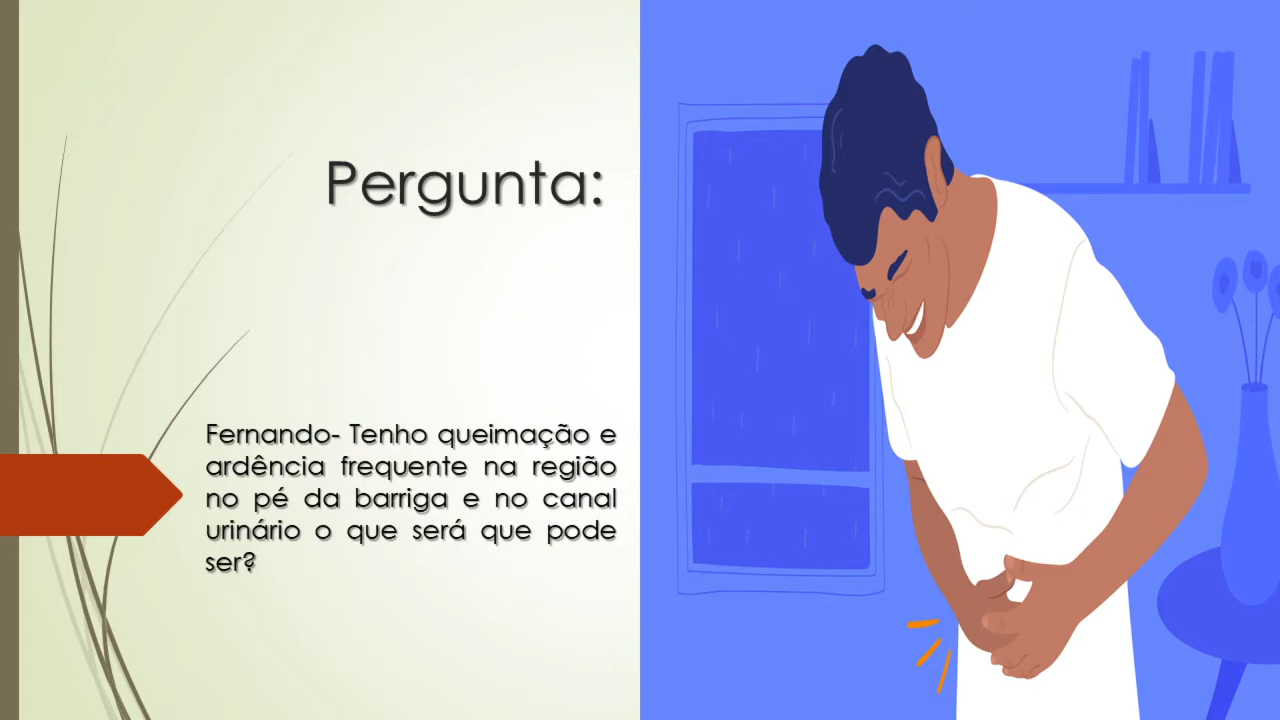 Pergunta:
Fernando- Tenho queimação e
ardência frequente na região
no pé da barriga e no canal
urinário o que será que pode
ser?